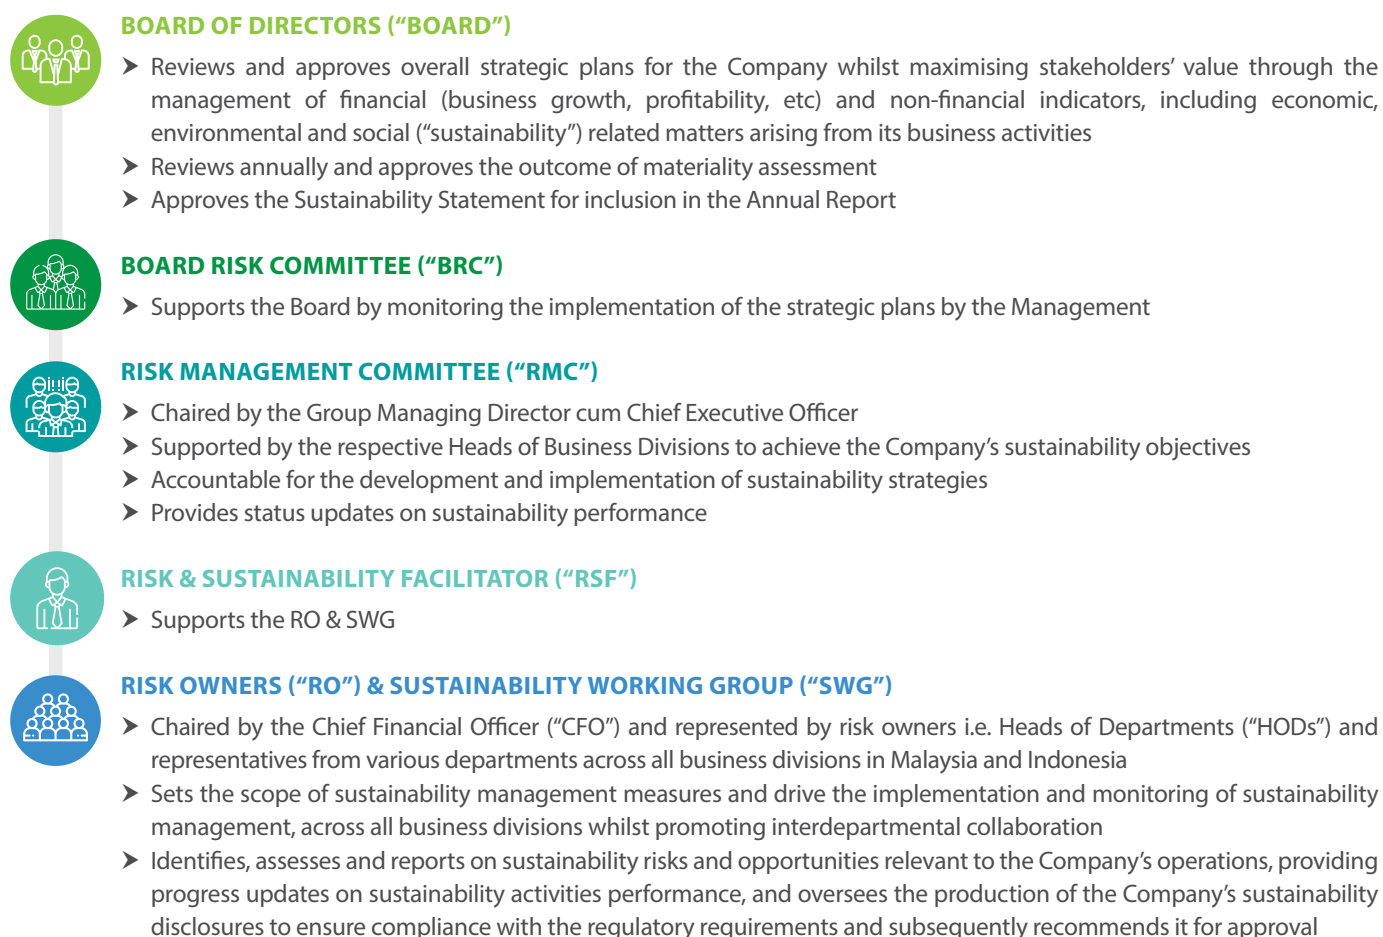 BOARD OF DIRECTORS (“BOARD”)
➤ Reviews and approves overall strategic plans for the Company whilst maximising stakeholders’ value through the
management of financial (business growth, profitability, etc) and non-financial indicators, including economic,
environmental and social (“sustainability”) related matters arising from its business activities
➤ Reviews annually and approves the outcome of materiality assessment
➤ Approves the Sustainability Statement for inclusion in the Annual Report
BOARD RISK COMMITTEE (“BRC”)
➤ Supports the Board by monitoring the implementation of the strategic plans by the Management
RISK MANAGEMENT COMMITTEE (“RMC”)
➤ Chaired by the Group Managing Director cum Chief Executive Officer
➤ Supported by the respective Heads of Business Divisions to achieve the Company’s sustainability objectives
➤ Accountable for the development and implementation of sustainability strategies
➤ Provides status updates on sustainability performance
RISK & SUSTAINABILITY FACILITATOR (“RSF”)
➤ Supports the RO & SWG
RISK OWNERS (“RO”) & SUSTAINABILITY WORKING GROUP (“SWG”)
➤ Chaired by the Chief Financial Officer (“CFO”) and represented by risk owners i.e. Heads of Departments (“HODs”) and
representatives from various departments across all business divisions in Malaysia and Indonesia
➤ Sets the scope of sustainability management measures and drive the implementation and monitoring of sustainability
management, across all business divisions whilst promoting interdepartmental collaboration
➤ Identifies, assesses and reports on sustainability risks and opportunities relevant to the Company’s operations, providing
progress updates on sustainability activities performance, and oversees the production of the Company’s sustainability
disclosures to ensure compliance with the regulatory requirements and subsequently recommends it for approval